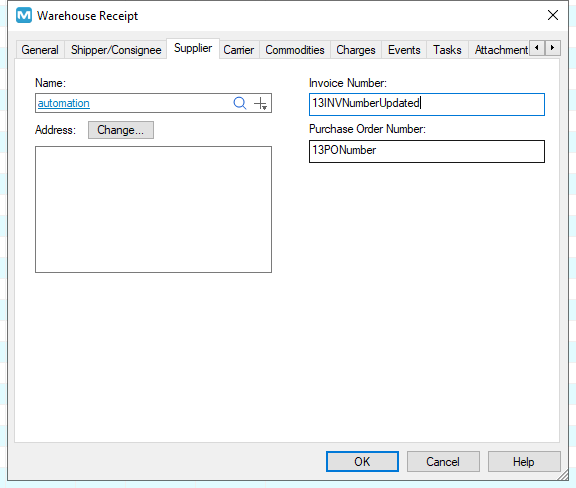 Warehouse Receipt
General Shipper/Consignee Supplier Carrier Commodities Charges Events Tasks Attachment
Name:
automation
Address: Change...
Invoice Number:
13INVNumberUpdated
Purchase Order Number:
13PONumber
OK Cancel Help